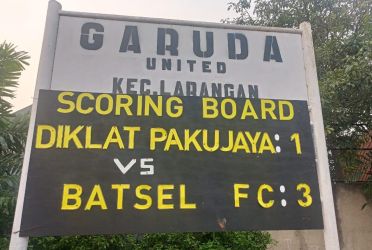 GARUDA
UNITED
KEC. LARANGAN
SCORING BOARD
DIKLAT PAKUJAYA: 1
VS
BATSEL FC: 3